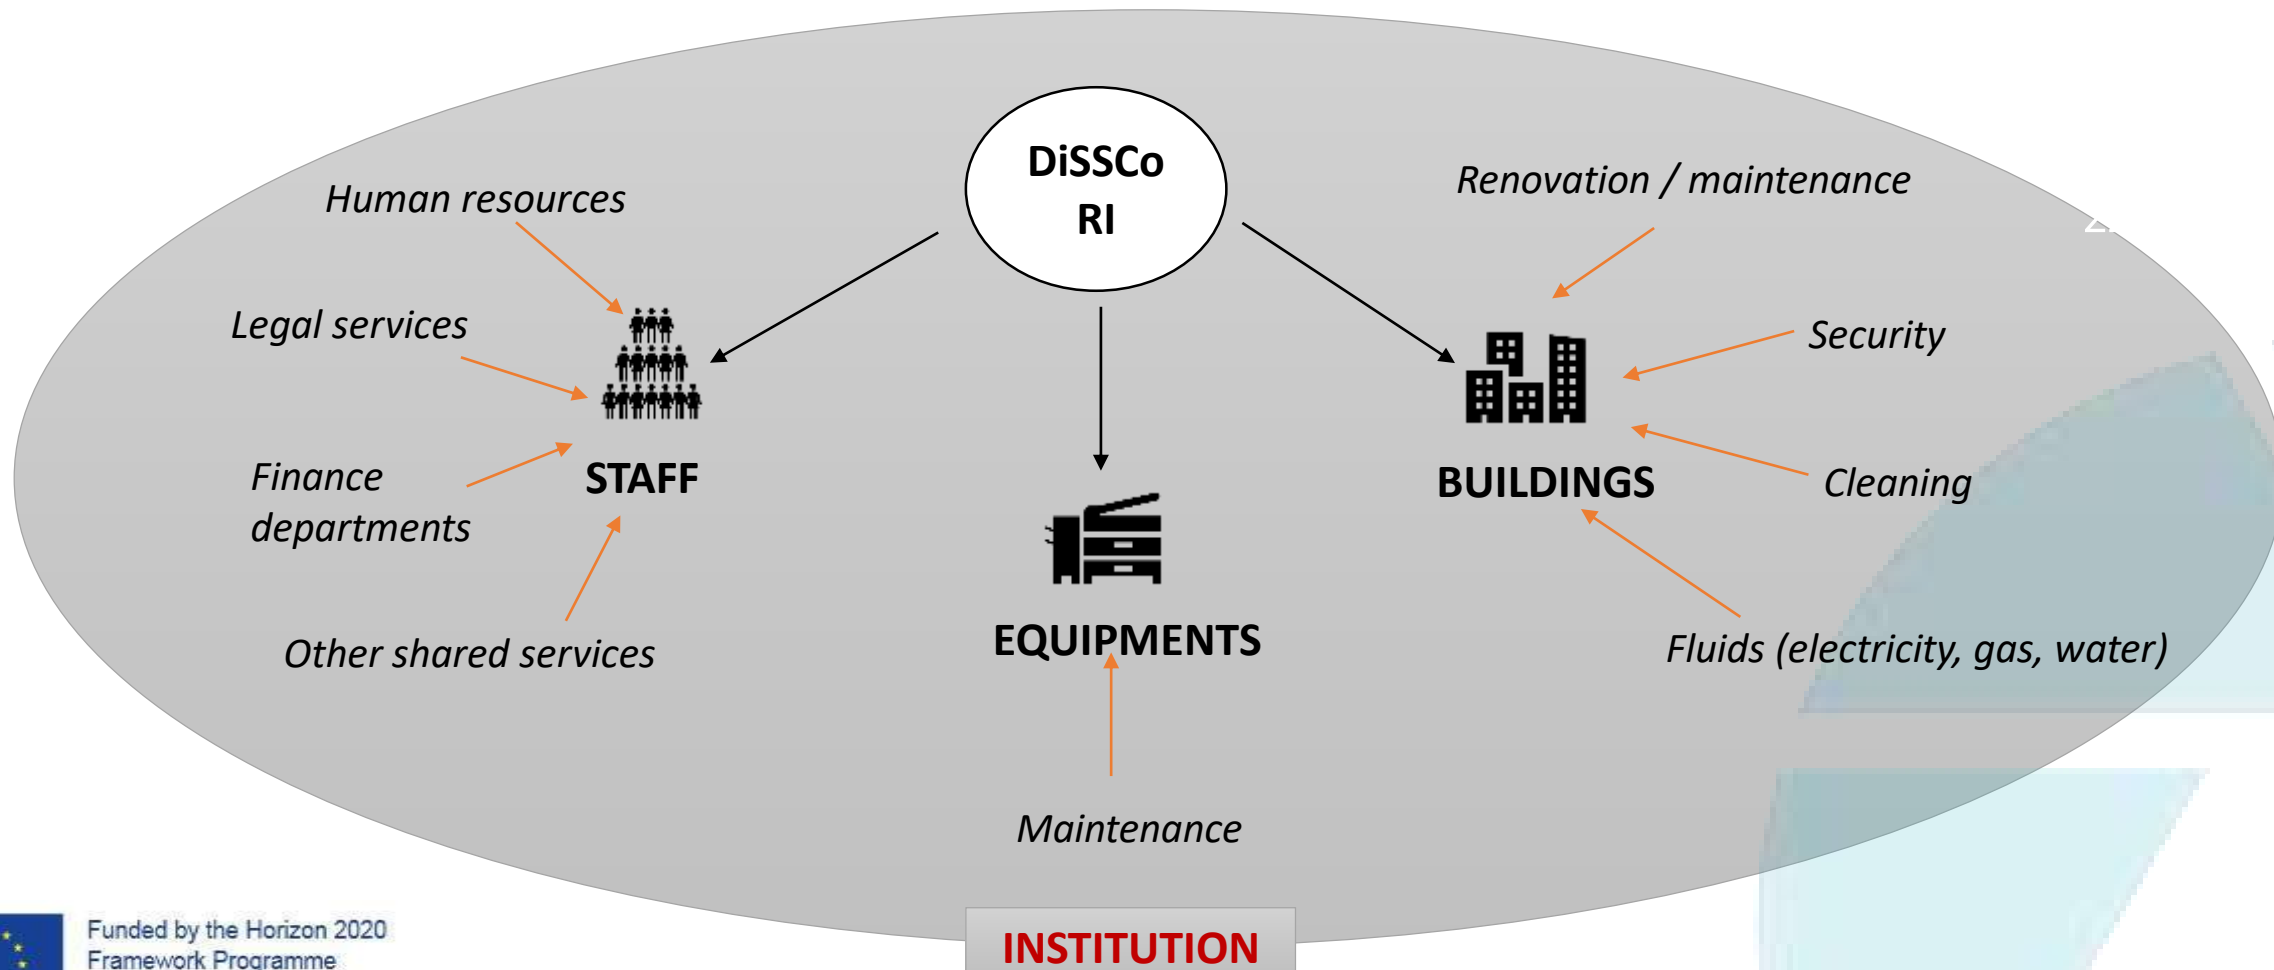 DiSSCo
RI
Human resources
Renovation / maintenance
Legal services
Security
Finance
departments
STAFF
BUILDINGS
Cleaning
EQUIPMENTS
Other shared services
Fluids (electricity, gas, water)
Maintenance
INSTITUTION
Funded by the Horizon 2020
Framework Programme